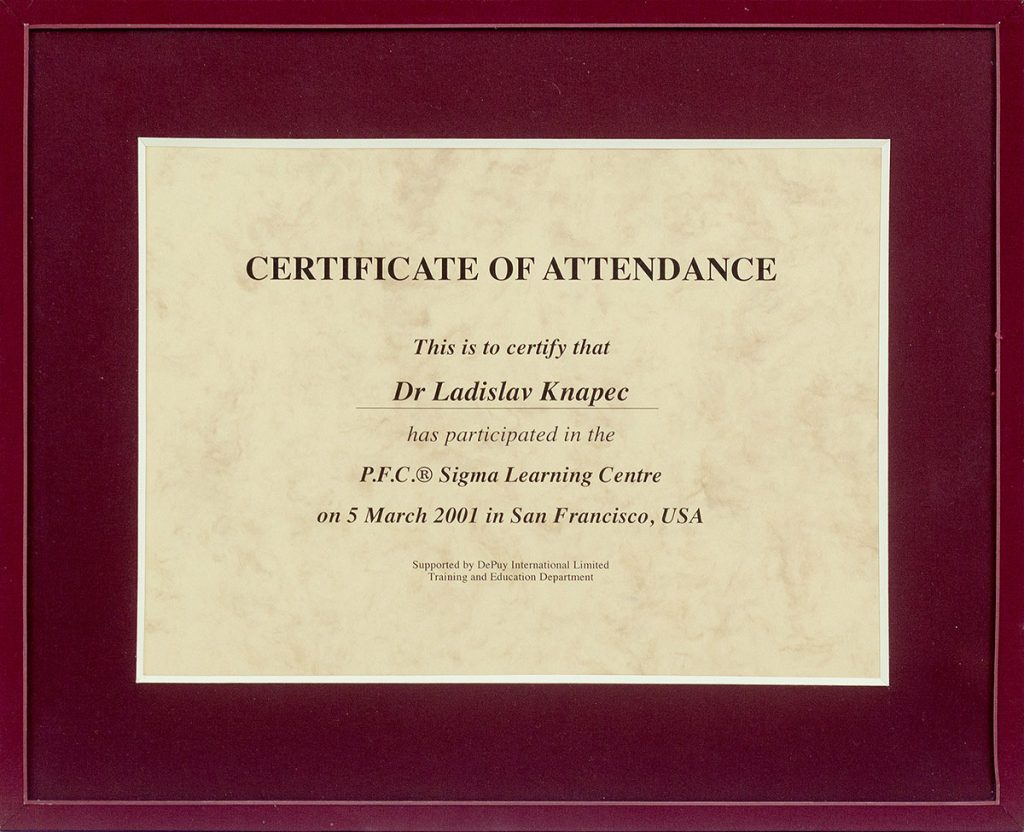 CERTIFICATE OF ATTENDANCE
This is to certify that
Dr Ladislav Knapec
has participated in the
P.F.C.® Sigma Learning Centre
on 5 March 2001 in San Francisco, USA
Supported by DePuy International Limited
Training and Education Department